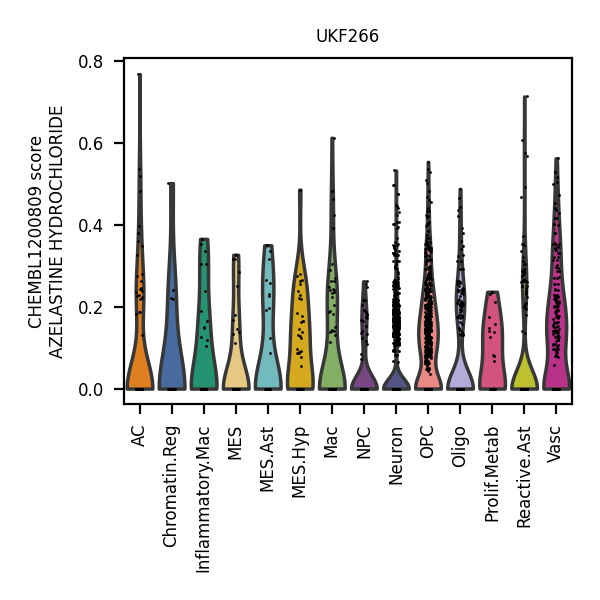 UKF266
CHEMBL1200809 score
AZELASTINE HYDROCHLORIDE
0.8
0.6
0.4
0.2
0.0
AC
Chromatin.Reg
Inflammatory.Mac
MES
MES.Ast
MES.Hyp
Mac
NPC
Neuron
OPC
Oligo
Prolif.Metab
Reactive.Ast
Vasc